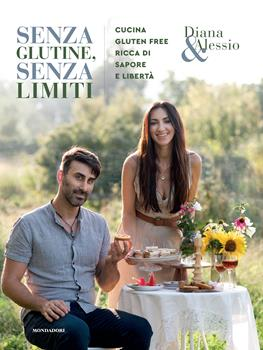 SENZA
GLUTINE,
SENZA
LIMITI
CUCINA
GLUTEN FREE
RICCA DI
SAPORE
E LIBERTÀ
Diana
&Alessio
MONDADORI